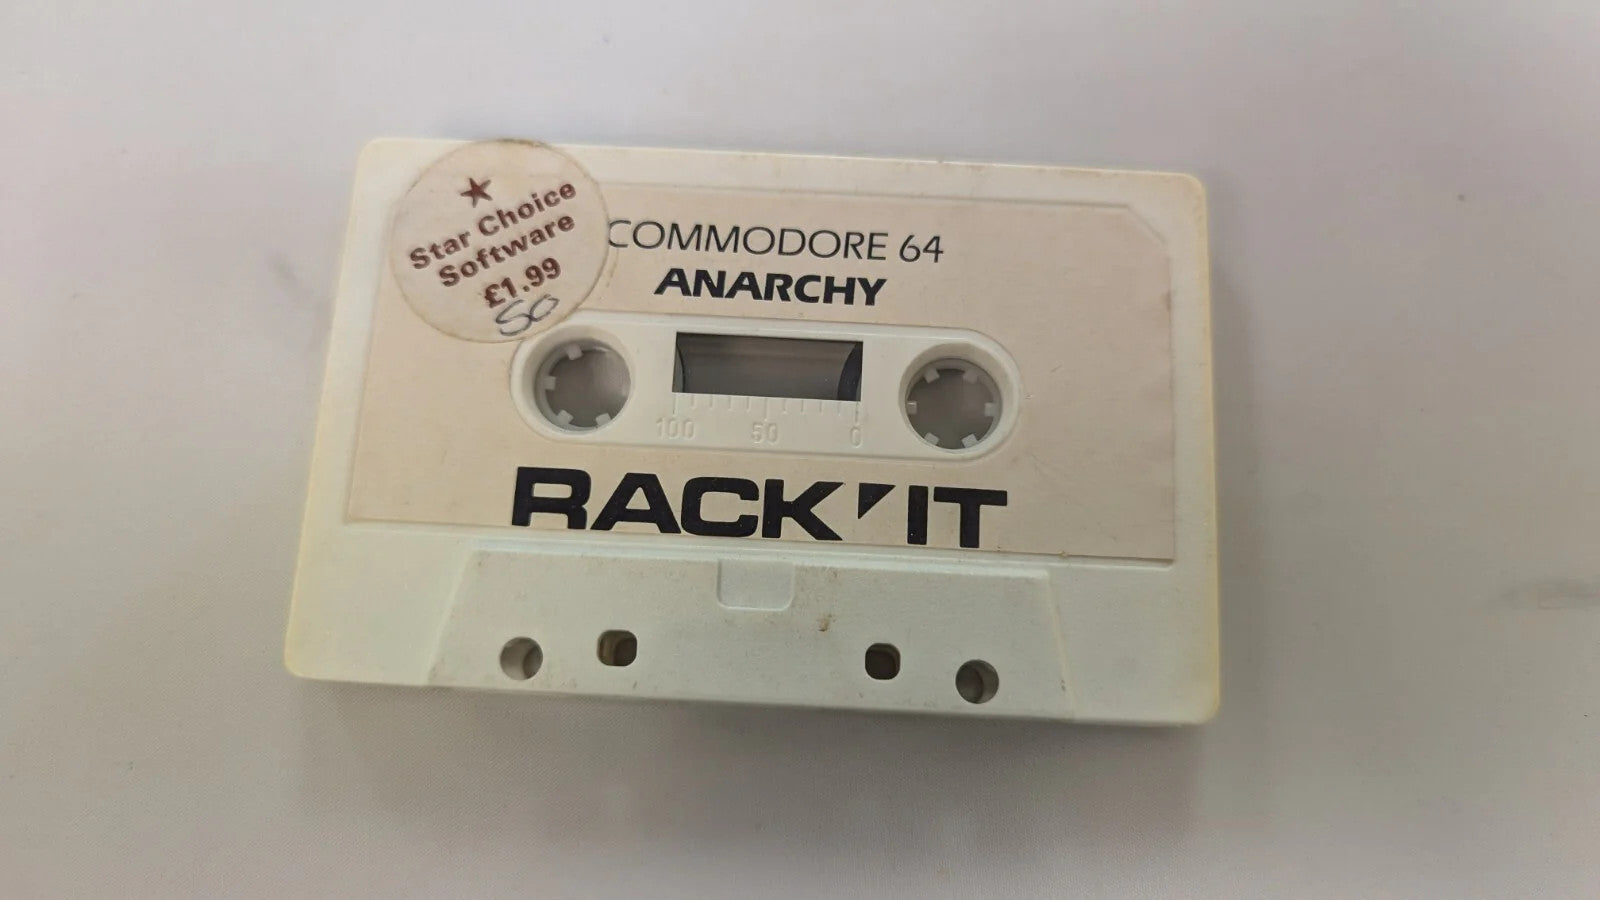 ★
Star Choice
Software
£1.99
50
COMMODORE 64
ANARCHY
100 50 0
RACK'IT